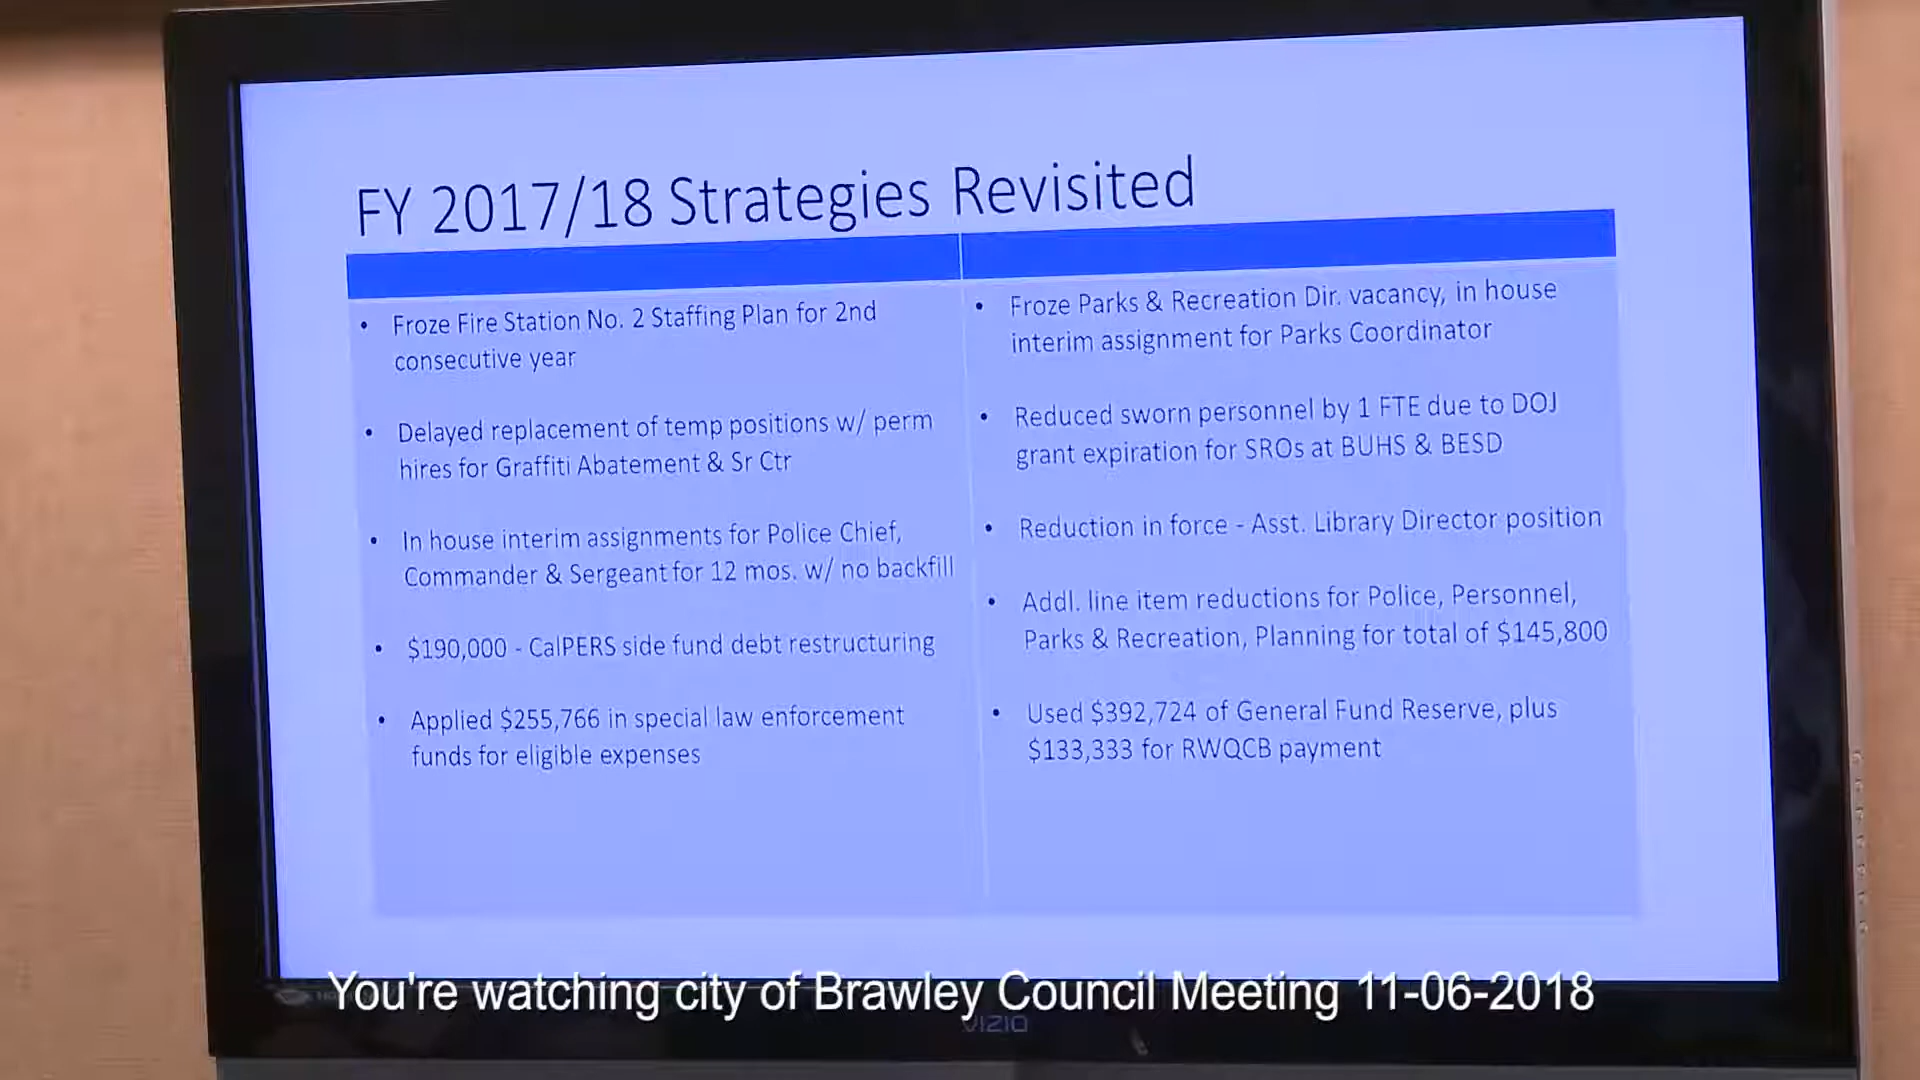 FY 2017/18 Strategies Revisited
• Froze Fire Station No. 2 Staffing Plan for 2nd
consecutive year
• Delayed replacement of temp positions w/ perm
hires for Graffiti Abatement & Sr Ctr
• In house interim assignments for Police Chief,
Commander & Sergeant for 12 mos. w/ no backfill
• $190,000 - CalPERS side fund debt restructuring
• Applied $255,766 in special law enforcement
funds for eligible expenses
• Froze Parks & Recreation Dir. vacancy, in house
interim assignment for Parks Coordinator
• Reduced sworn personnel by 1 FTE due to DOJ
grant expiration for SROs at BUHS & BESD
• Reduction in force - Asst. Library Director position
• Addl. line item reductions for Police, Personnel,
Parks & Recreation, Planning for total of $145,800
• Used $392,724 of General Fund Reserve, plus
$133,333 for RWQCB payment
You're watching city of Brawley Council Meeting 11-06-2018
VIZIO